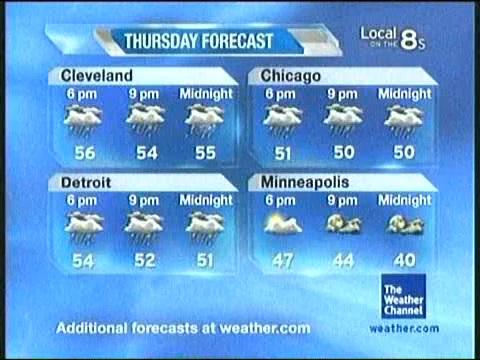 THURSDAY FORECAST
Local
ON THE 8s
Cleveland
6 pm 9 pm Midnight
56 54 55
Chicago
6 pm 9 pm Midnight
51 50 50
Detroit
6 pm 9 pm Midnight
54 52 51
Minneapolis
6 pm 9 pm Midnight
47 44 40
The
Weather
Channel
weather.com
Additional forecasts at weather.com